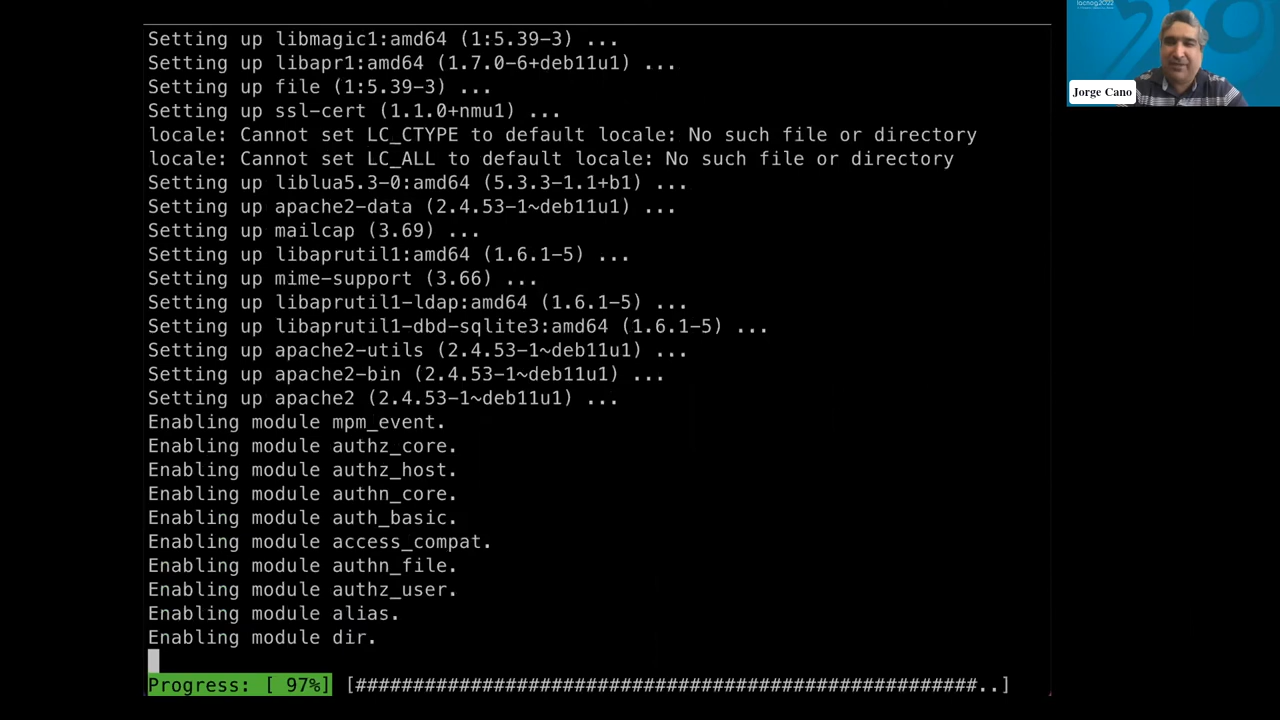 Setting up libmagic1:amd64 (1:5.39-3) ...
Setting up libapr1:amd64 (1.7.0-6+deb11u1) ...
Setting up file (1:5.39-3) ...
Setting up ssl-cert (1.1.0+nmu1) ...
locale: Cannot set LC_CTYPE to default locale: No such file or directory
locale: Cannot set LC_ALL to default locale: No such file or directory
Setting up liblua5.3-0:amd64 (5.3.3-1.1+b1) ...
Setting up apache2-data (2.4.53-1~deb11u1) ...
Setting up mailcap (3.69) ...
Setting up libaprutil1:amd64 (1.6.1-5) ...
Setting up mime-support (3.66) ...
Setting up libaprutil1-ldap:amd64 (1.6.1-5) ...
Setting up libaprutil1-dbd-sqlite3:amd64 (1.6.1-5) ...
Setting up apache2-utils (2.4.53-1~deb11u1) ...
Setting up apache2-bin (2.4.53-1~deb11u1) ...
Setting up apache2 (2.4.53-1~deb11u1) ...
Enabling module mpm_event.
Enabling module authz_core.
Enabling module authz_host.
Enabling module authn_core.
Enabling module auth_basic.
Enabling module access_compat.
Enabling module authn_file.
Enabling module authz_user.
Enabling module alias.
Enabling module dir.
Progress: [ 97%] [######################################################..]
lacnog2022
Jorge Cano